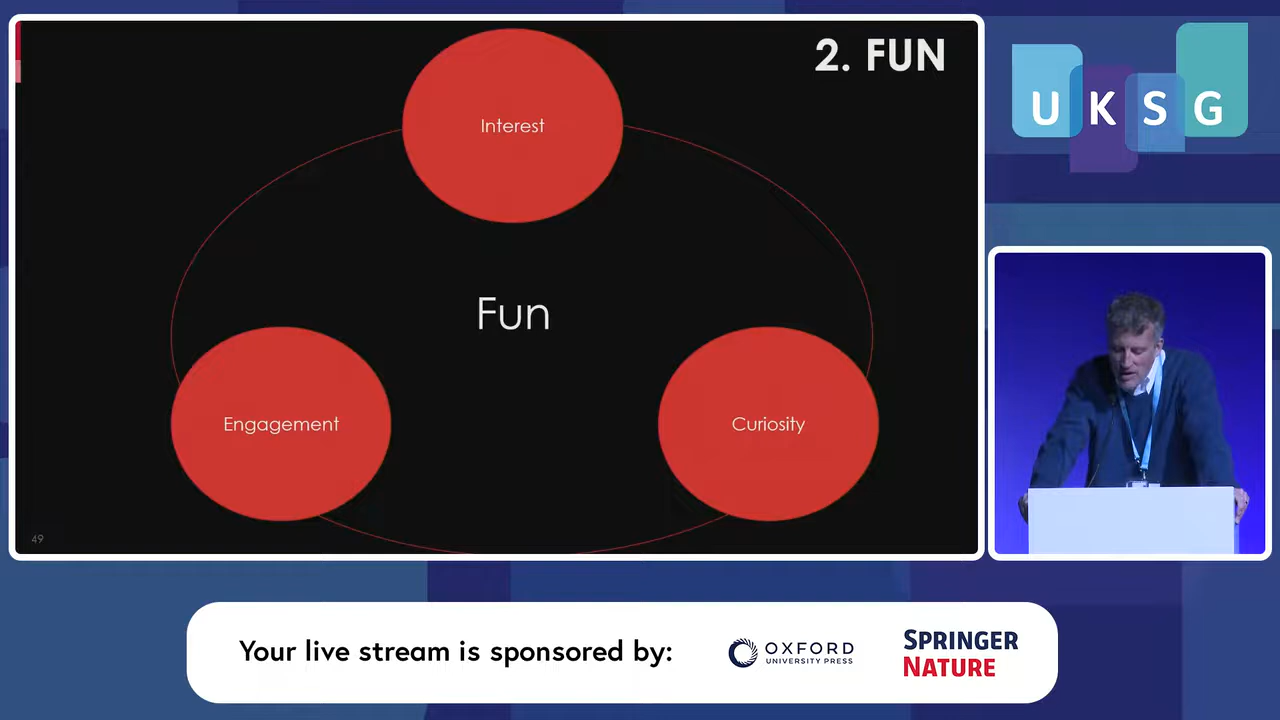 2. FUN
Interest
Fun
Engagement
Curiosity
49
UKSG
Your live stream is sponsored by:
OXFORD
UNIVERSITY PRESS
SPRINGER
NATURE